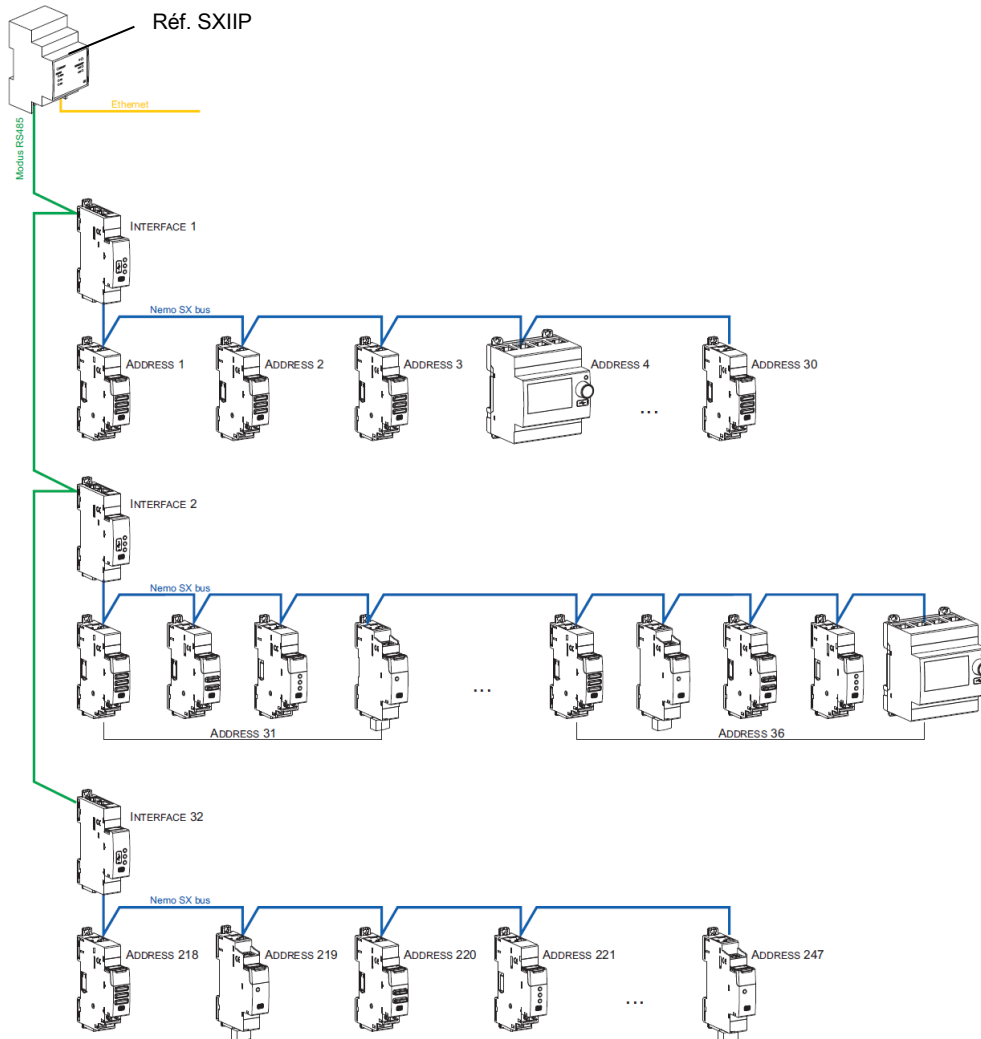 Réf. SXIIP
Ethernet
Modus RS485
INTERFACE 1
Nemo SX bus
ADDRESS 1
ADDRESS 2
ADDRESS 3
ADDRESS 4
ADDRESS 30
...
INTERFACE 2
Nemo SX bus
...
ADDRESS 31
ADDRESS 36
INTERFACE 32
Nemo SX bus
ADDRESS 218
ADDRESS 219
ADDRESS 220
ADDRESS 221
ADDRESS 247
...